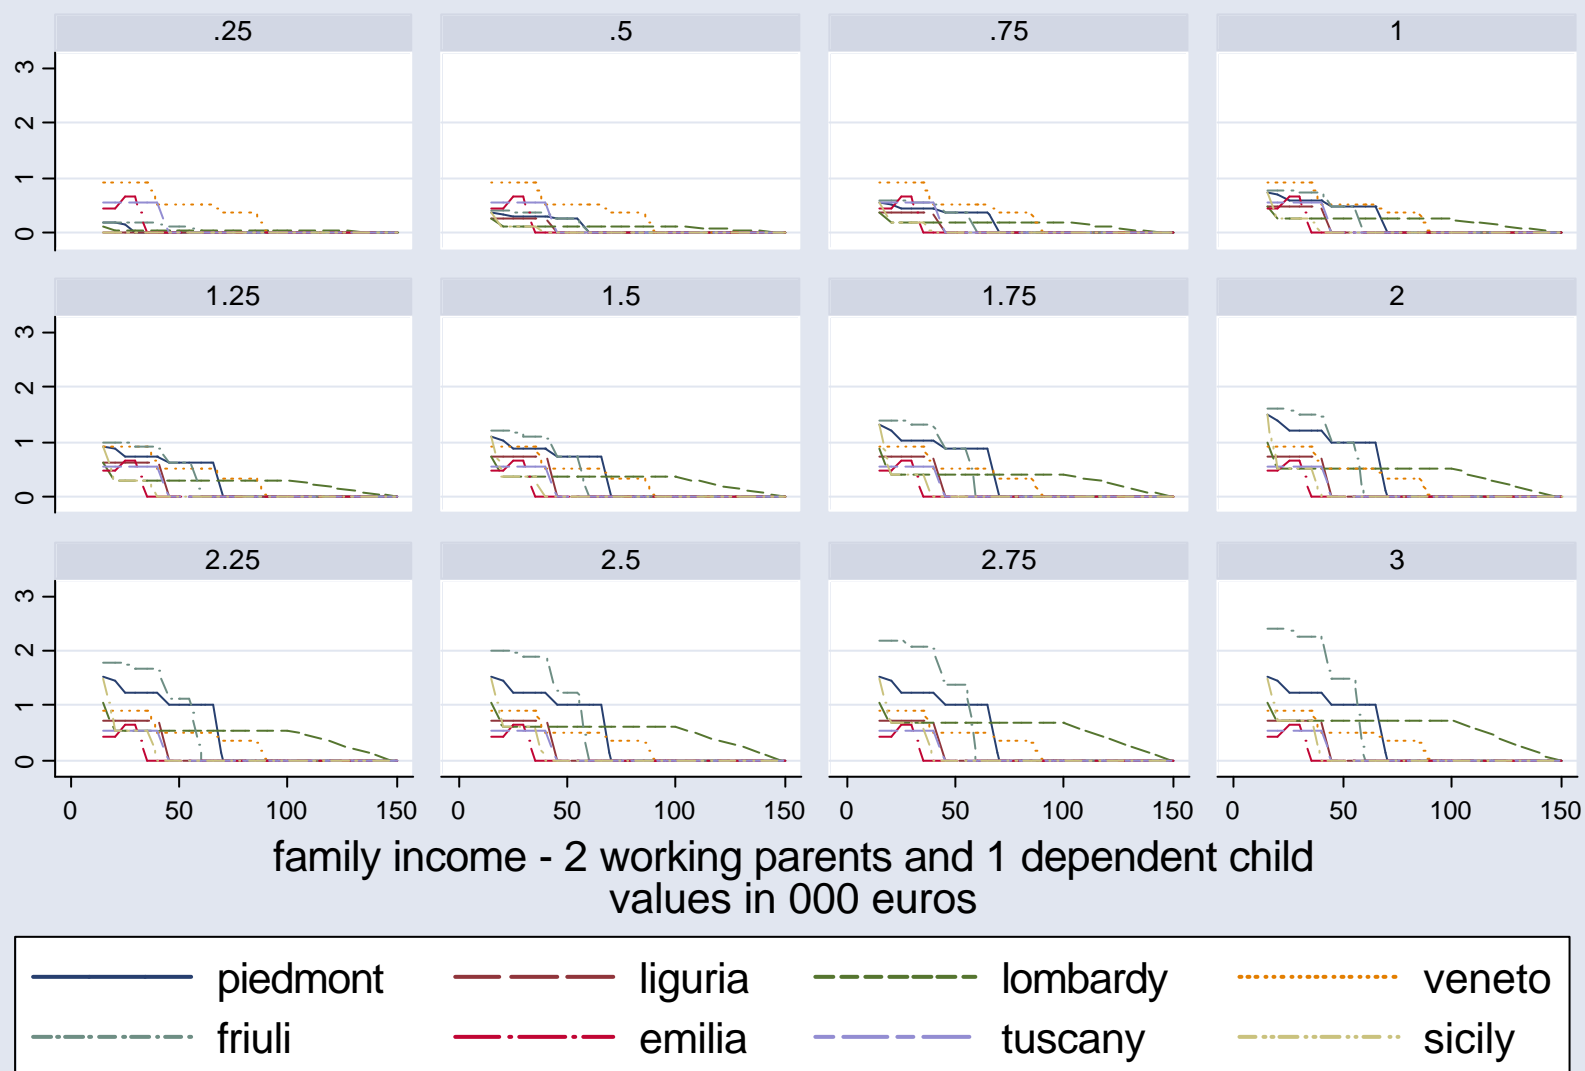 .25 .5 .75 1
3
2
1
0
1.25 1.5 1.75 2
3
2
1
0
2.25 2.5 2.75 3
3
2
1
0
0 50 100 150 0 50 100 150 0 50 100 150 0 50 100 150
family income - 2 working parents and 1 dependent child
values in 000 euros
piedmont liguria lombardy veneto
friuli emilia tuscany sicily